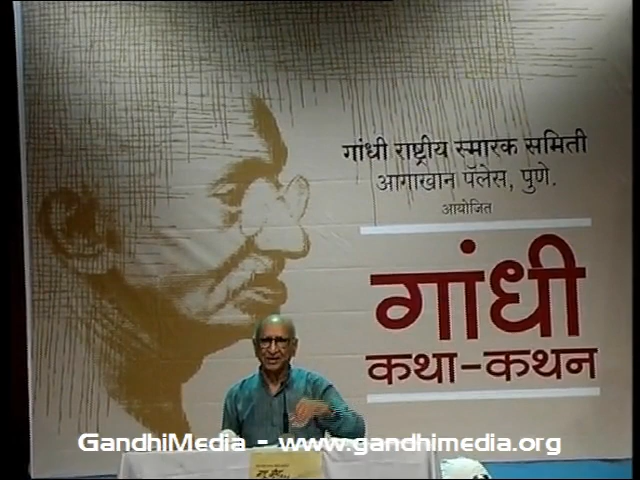 गांधी राष्ट्रीय स्मारक समिती
आगाखान पॅलेस, पुणे.
आयोजित
गांधी
कथा-कथन
GandhiMedia - www.gandhimedia.org